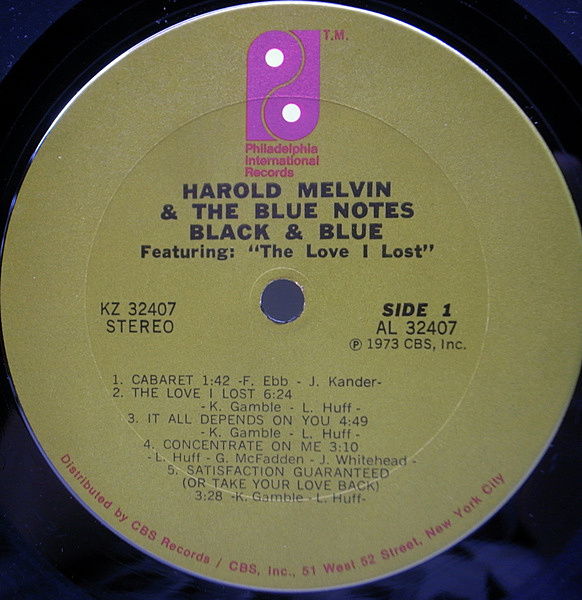 T.M.
Philadelphia
International
Records
HAROLD MELVIN
& THE BLUE NOTES
BLACK & BLUE
Featuring: "The Love I Lost"
KZ 32407
STEREO
SIDE 1
AL 32407
Ⓟ 1973 CBS, Inc.
1. CABARET 1:42 -F. Ebb - J. Kander-
2. THE LOVE I LOST 6:24
-K. Gamble - L. Huff -
3. IT ALL DEPENDS ON YOU 4:49
-K. Gamble - L. Huff -
4. CONCENTRATE ON ME 3:10
-L. Huff - G. McFadden - J. Whitehead -
5. SATISFACTION GUARANTEED
(OR TAKE YOUR LOVE BACK)
3:28 -K. Gamble - L. Huff-
Distributed by CBS Records / CBS, Inc., 51 West 52 Street, New York City